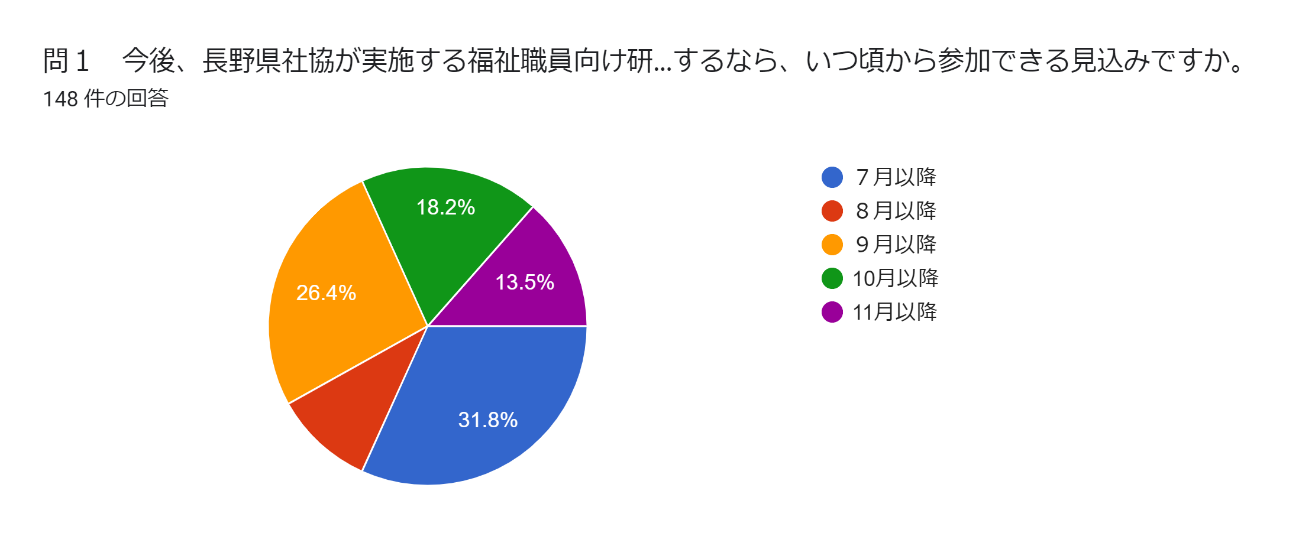 問１　今後、長野県社協が実施する福祉職員向け研...するなら、いつ頃から参加できる見込みですか。
148 件の回答
18.2%
13.5%
26.4%
31.8%
７月以降
８月以降
９月以降
10月以降
11月以降